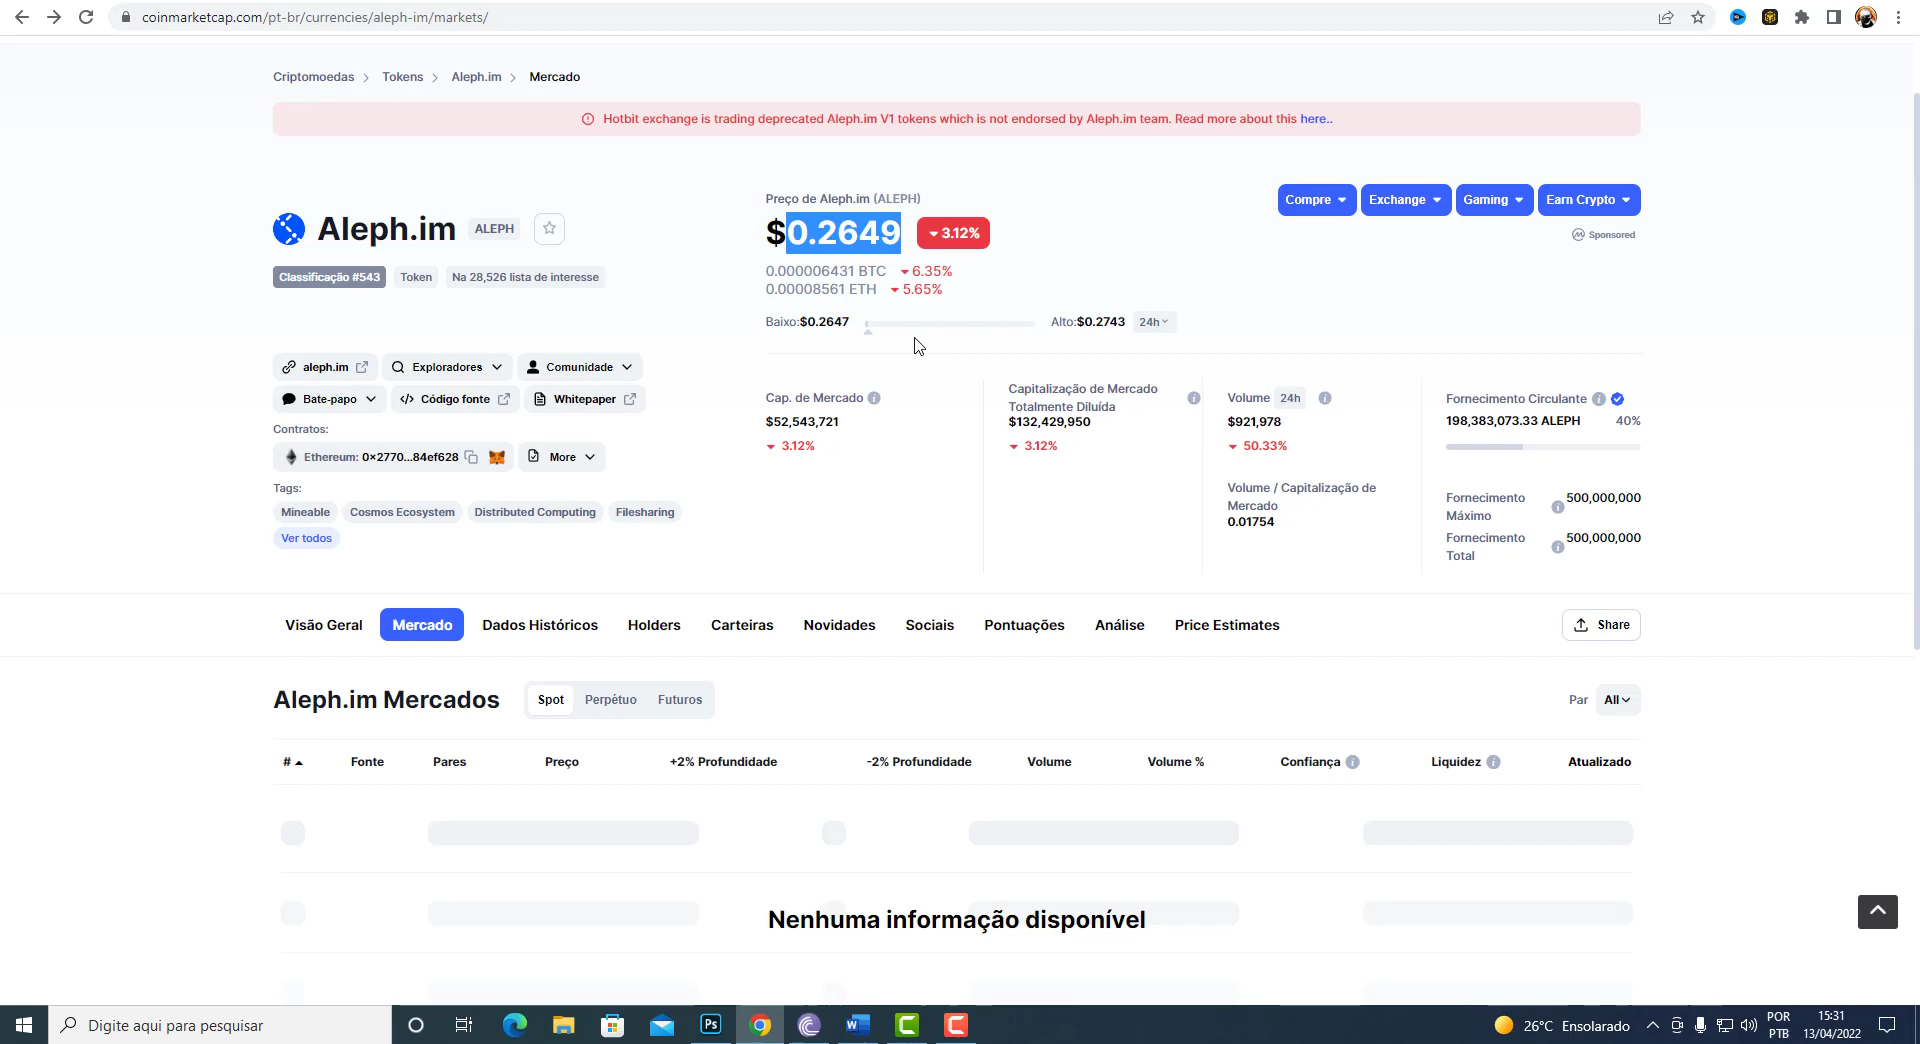 coinmarketcap.com/pt-br/currencies/aleph-im/markets/
Criptomoedas > Tokens > Aleph.im > Mercado
Hotbit exchange is trading deprecated Aleph.im V1 tokens which is not endorsed by Aleph.im team. Read more about this here..
Aleph.im ALEPH
Classificação #543 Token Na 28,526 lista de interesse
Preço de Aleph.im (ALEPH)
$0.2649 3.12%
0.000006431 BTC 6.35%
0.00008561 ETH 5.65%
Baixo:$0.2647 Alto:$0.2743 24h
Compre Exchange Gaming Earn Crypto
Sponsored
aleph.im Exploradores Comunidade
Bate-papo Código fonte Whitepaper
Contratos:
Ethereum: 0x2770...84ef628 More
Tags:
Mineable Cosmos Ecosystem Distributed Computing Filesharing
Ver todos
Cap. de Mercado
$52,543,721
3.12%
Capitalização de Mercado
Totalmente Diluída
$132,429,950
3.12%
Volume 24h
$921,978
50.33%
Volume / Capitalização de
Mercado
0.01754
Fornecimento Circulante
198,383,073.33 ALEPH 40%
Fornecimento
Máximo
500,000,000
Fornecimento
Total
500,000,000
Visão Geral Mercado Dados Históricos Holders Carteiras Novidades Sociais Pontuações Análise Price Estimates Share
Aleph.im Mercados Spot Perpétuo Futuros Par All
# Fonte Pares Preço +2% Profundidade -2% Profundidade Volume Volume % Confiança Liquidez Atualizado
Nenhuma informação disponível
Digite aqui para pesquisar
Ps
26°C Ensolarado
POR
PTB
15:31
13/04/2022